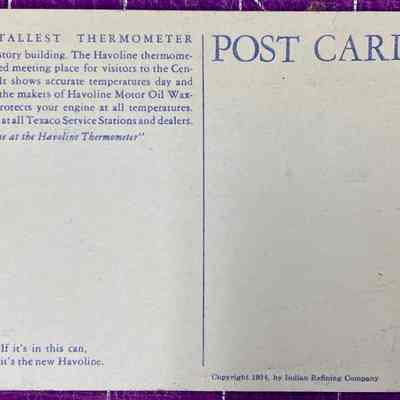 TALLEST THERMOMETER
story building. The Havoline thermome-
ed meeting place for visitors to the Cen-
It shows accurate temperatures day and
the makers of Havoline Motor Oil Wax-
rotects your engine at all temperatures.
at all Texaco Service Stations and dealers.
e at the Havoline Thermometer"
If it's in this can,
it's the new Havoline.
POST CARD
Copyright 1934, by Indian Refining Company